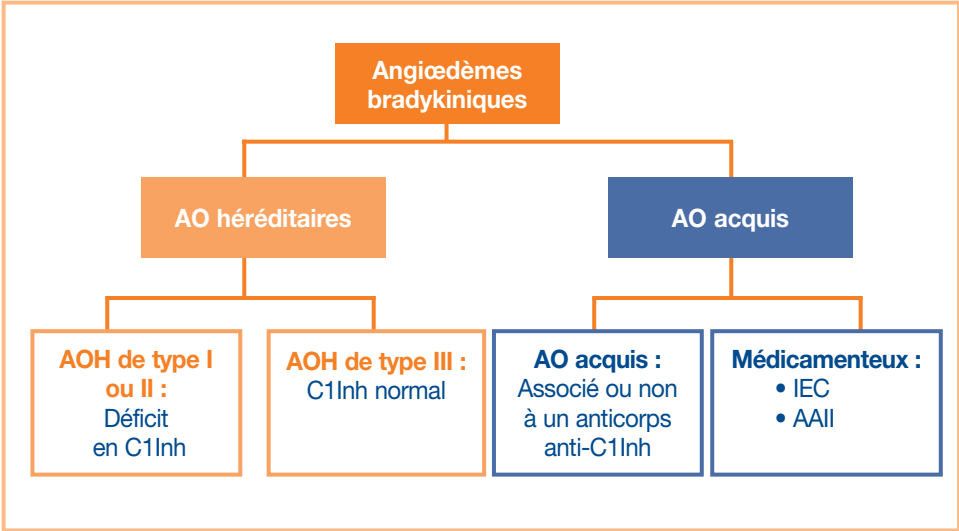 Angiœdèmes
bradykiniques
AO héréditaires
AO acquis
AOH de type I
ou II :
Déficit
en C1Inh
AOH de type III :
C1Inh normal
AO acquis :
Associé ou non
à un anticorps
anti-C1Inh
Médicamenteux :
• IEC
• AAII